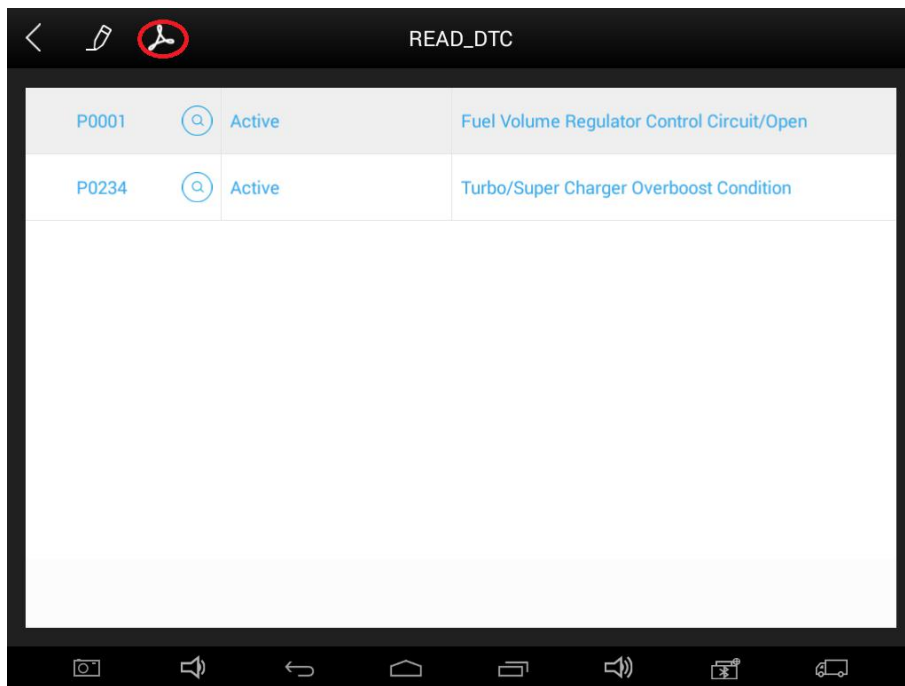 READ_DTC
P0001 Active Fuel Volume Regulator Control Circuit/Open
P0234 Active Turbo/Super Charger Overboost Condition